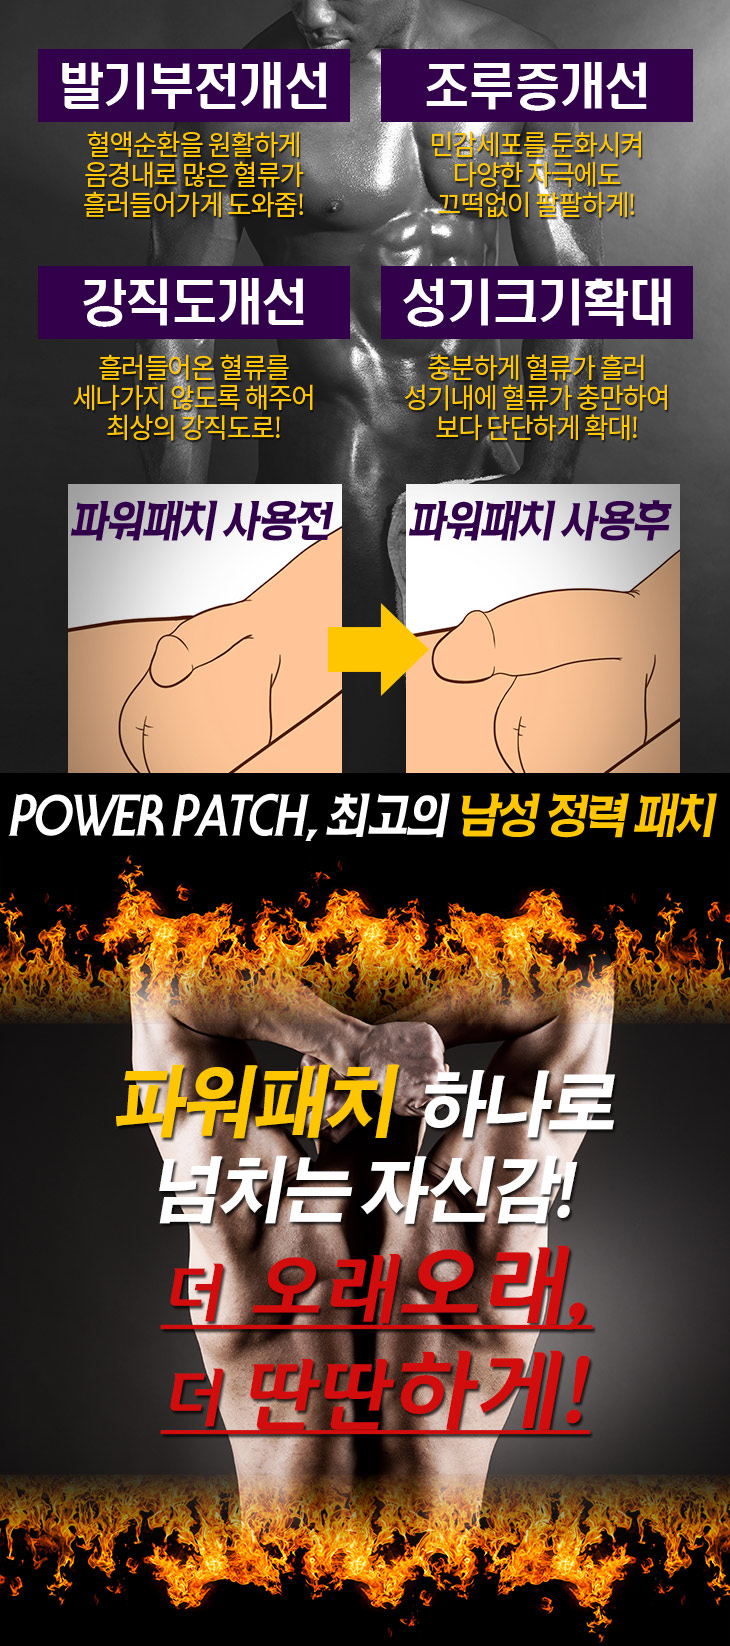 발기부전개선
혈액순환을 원활하게
음경내로 많은 혈류가
흘러들어가게 도와줌!
조루증개선
민감세포를 둔화시켜
다양한 자극에도
끄떡없이 팔팔하게!
강직도개선
흘러들어온 혈류를
세나가지 않도록 해주어
최상의 강직도로!
성기크기확대
충분하게 혈류가 흘러
성기내에 혈류가 충만하여
보다 단단하게 확대!
파워패치 사용전
파워패치 사용후
POWER PATCH, 최고의 남성 정력 패치
파워패치 하나로
넘치는 자신감!
더 오래오래,
더 딴딴하게!